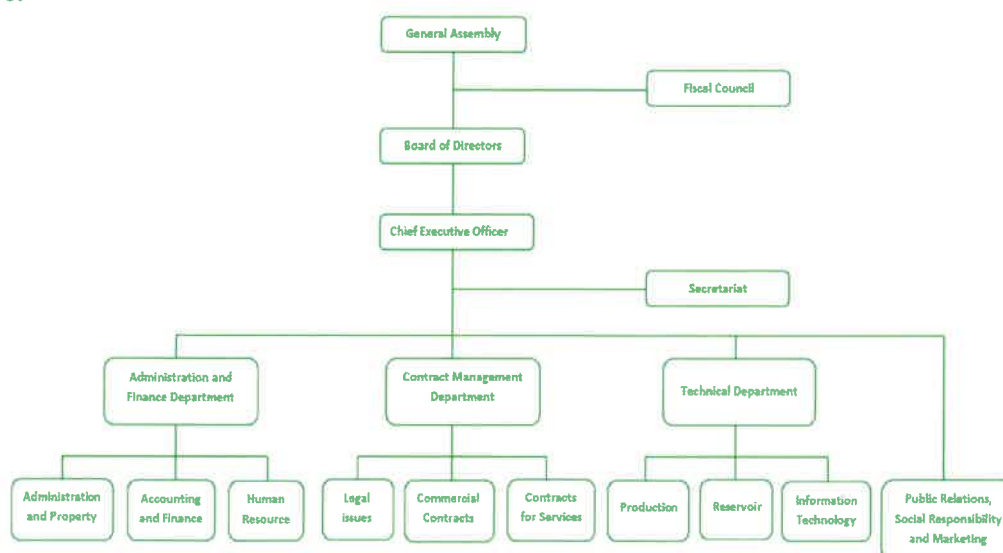 General Assembly
Fiscal Council
Board of Directors
Chief Executive Officer
Secretariat
Administration and
Finance Department
Contract Management
Department
Technical Department
Administration
and Property
Accounting
and Finance
Human
Resource
Legal
issues
Commercial
Contracts
Contracts
for Services
Production
Reservoir
Information
Technology
Public Relations,
Social Responsibility
and Marketing